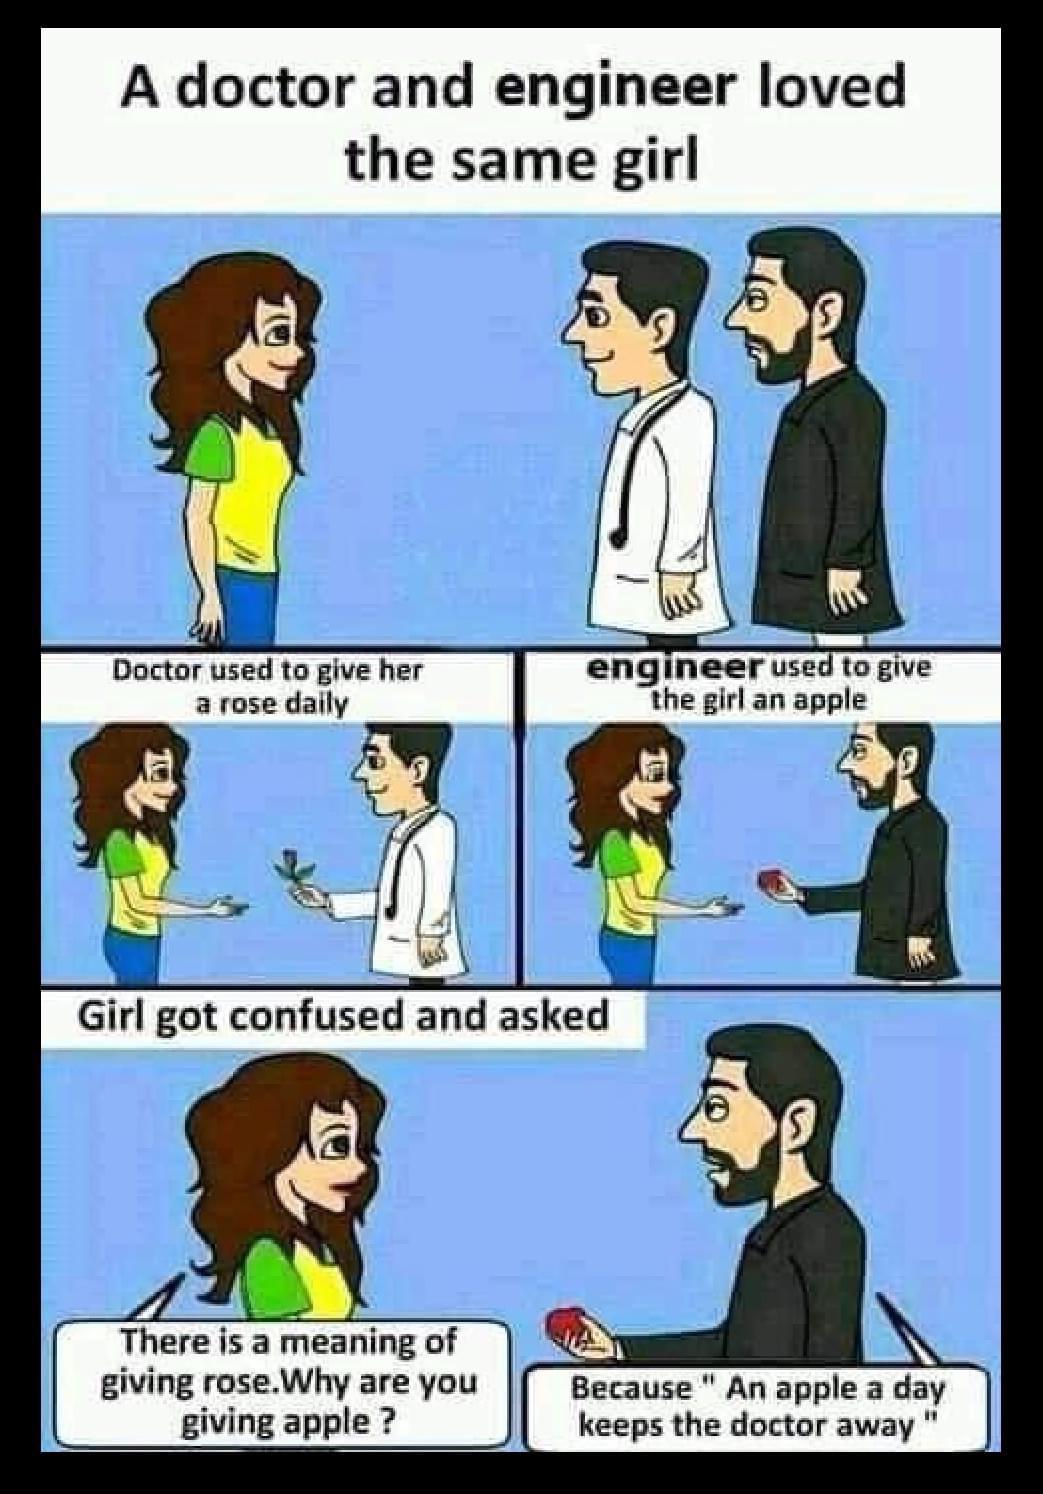 A doctor and engineer loved
the same girl
Doctor used to give her
a rose daily
engineer used to give
the girl an apple
Girl got confused and asked
There is a meaning of
giving rose.Why are you
giving apple ?
Because " An apple a day
keeps the doctor away "